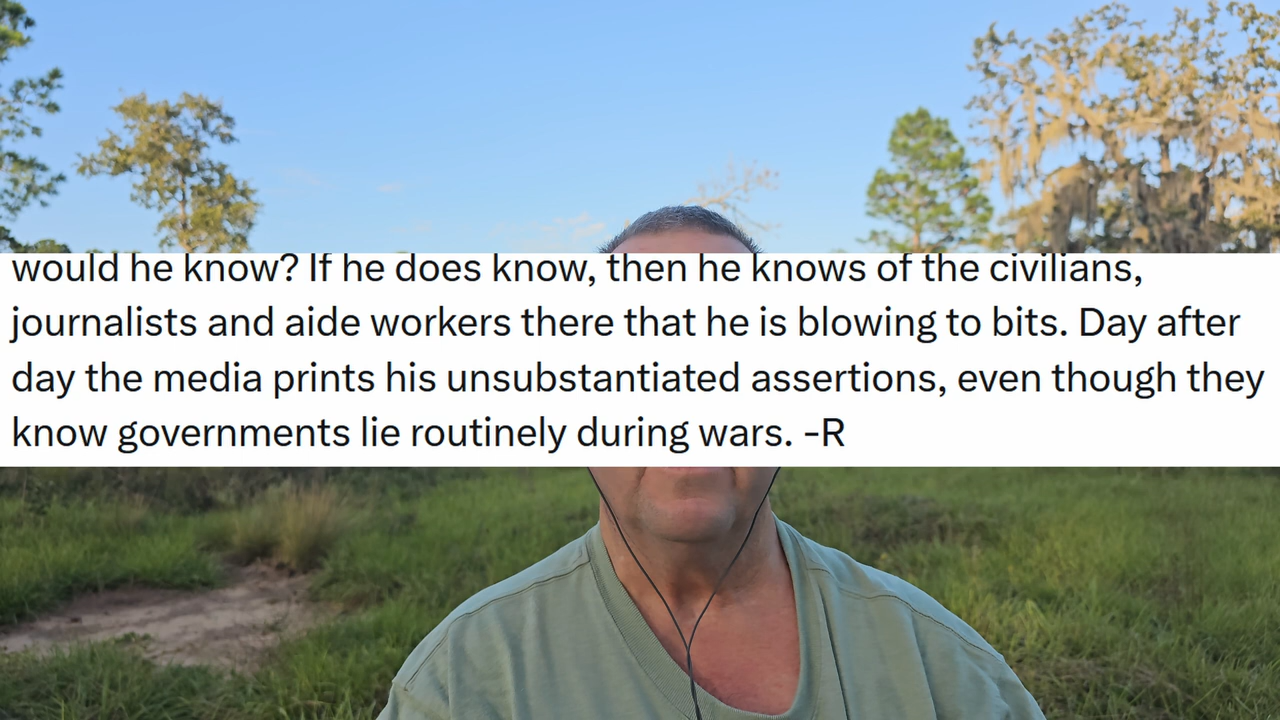 would he know? If he does know, then he knows of the civilians,
journalists and aide workers there that he is blowing to bits. Day after
day the media prints his unsubstantiated assertions, even though they
know governments lie routinely during wars. -R